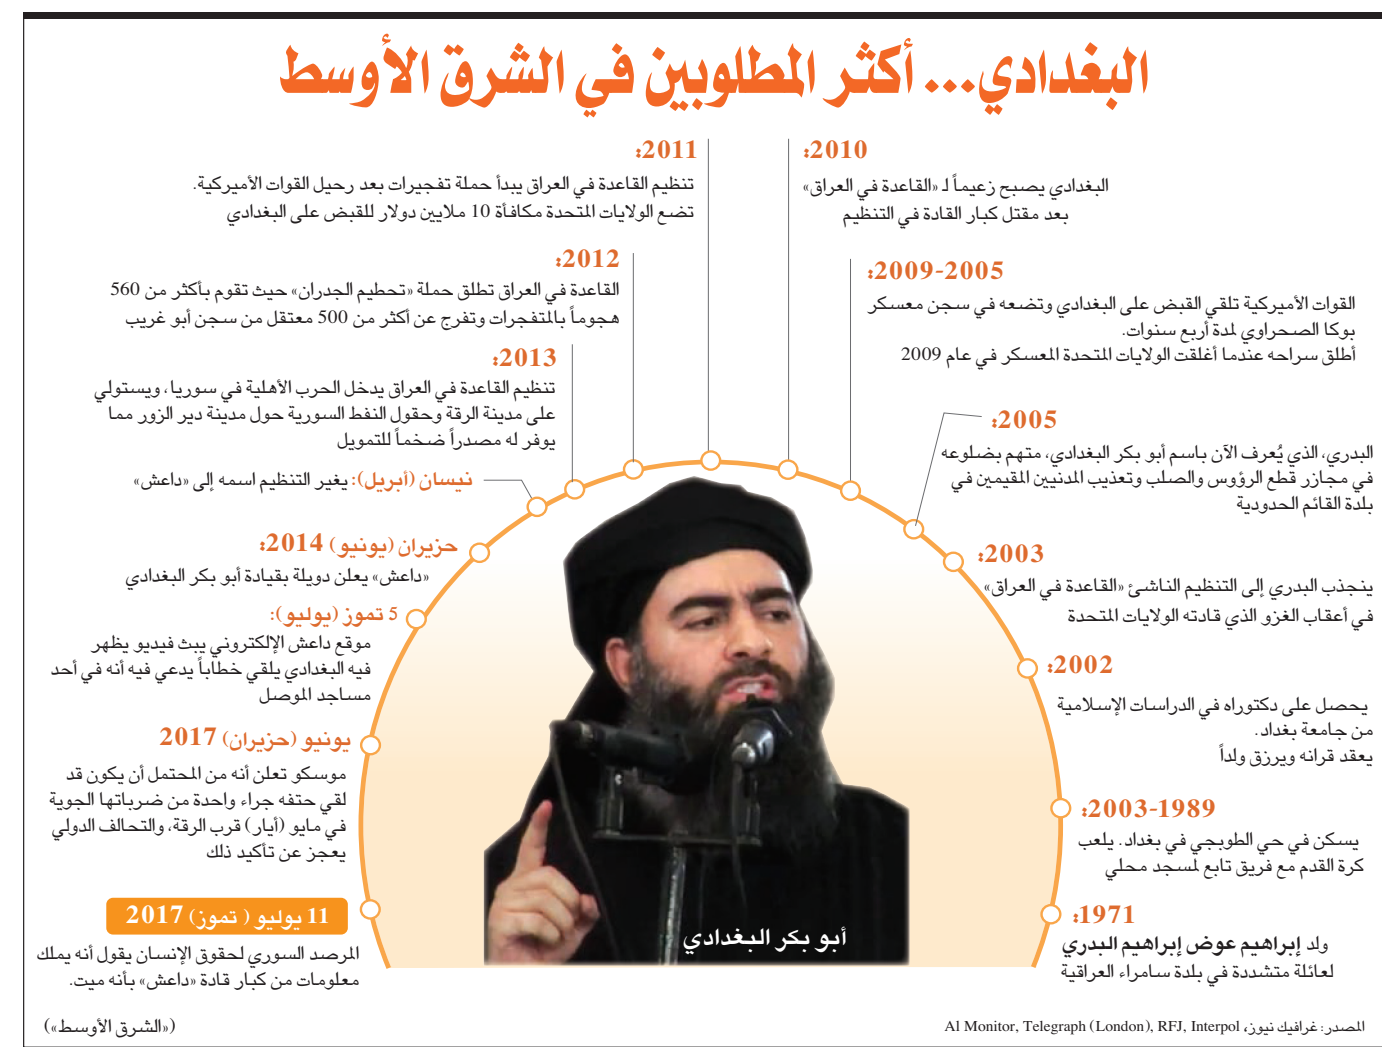 البغدادي... أكثر المطلوبين في الشرق الأوسط
1971:
ولد إبراهيم عوض إبراهيم البدري
لعائلة متشددة في بلدة سامراء العراقية
2003-1989:
يسكن في حي الطوبجي في بغداد. يلعب
كرة القدم مع فريق تابع لمسجد محلي
2002:
يحصل على دكتوراه في الدراسات الإسلامية
من جامعة بغداد.
يعقد قرانه ويرزق ولداً
2003:
ينجذب البدري إلى التنظيم الناشئ «القاعدة في العراق»
في أعقاب الغزو الذي قادته الولايات المتحدة
2005:
البدري، الذي يُعرف الآن باسم أبو بكر البغدادي، متهم بضلوعه
في مجازر قطع الرؤوس والصلب وتعذيب المدنيين المقيمين في
بلدة القائم الحدودية
2009-2005:
القوات الأميركية تلقي القبض على البغدادي وتضعه في سجن معسكر
بوكا الصحراوي لمدة أربع سنوات.
أطلق سراحه عندما أغلقت الولايات المتحدة المعسكر في عام 2009
2010:
البغدادي يصبح زعيماً لـ «القاعدة في العراق»
بعد مقتل كبار القادة في التنظيم
2011:
تنظيم القاعدة في العراق يبدأ حملة تفجيرات بعد رحيل القوات الأميركية.
تضع الولايات المتحدة مكافأة 10 ملايين دولار للقبض على البغدادي
2012:
القاعدة في العراق تطلق حملة «تحطيم الجدران» حيث تقوم بأكثر من 560
هجوماً بالمتفجرات وتفرج عن أكثر من 500 معتقل من سجن أبو غريب
2013:
تنظيم القاعدة في العراق يدخل الحرب الأهلية في سوريا، ويستولي
على مدينة الرقة وحقول النفط السورية حول مدينة دير الزور مما
يوفر له مصدراً ضخماً للتمويل
نيسان (أبريل): يغير التنظيم اسمه إلى «داعش»
حزيران (يونيو) 2014:
«داعش» يعلن دويلة بقيادة أبو بكر البغدادي
5 تموز (يوليو):
موقع داعش الإلكتروني يبث فيديو يظهر
فيه البغدادي يلقي خطاباً يدعي فيه أنه في أحد
مساجد الموصل
يونيو (حزيران) 2017
موسكو تعلن أنه من المحتمل أن يكون قد
لقي حتفه جراء واحدة من ضرباتها الجوية
في مايو (أيار) قرب الرقة، والتحالف الدولي
يعجز عن تأكيد ذلك
11 يوليو ( تموز) 2017
المرصد السوري لحقوق الإنسان يقول أنه يملك
معلومات من كبار قادة «داعش» بأنه ميت.
أبو بكر البغدادي
المصدر: غرافيك نيوز، Al Monitor, Telegraph (London), RFJ, Interpol
(«الشرق الأوسط»)